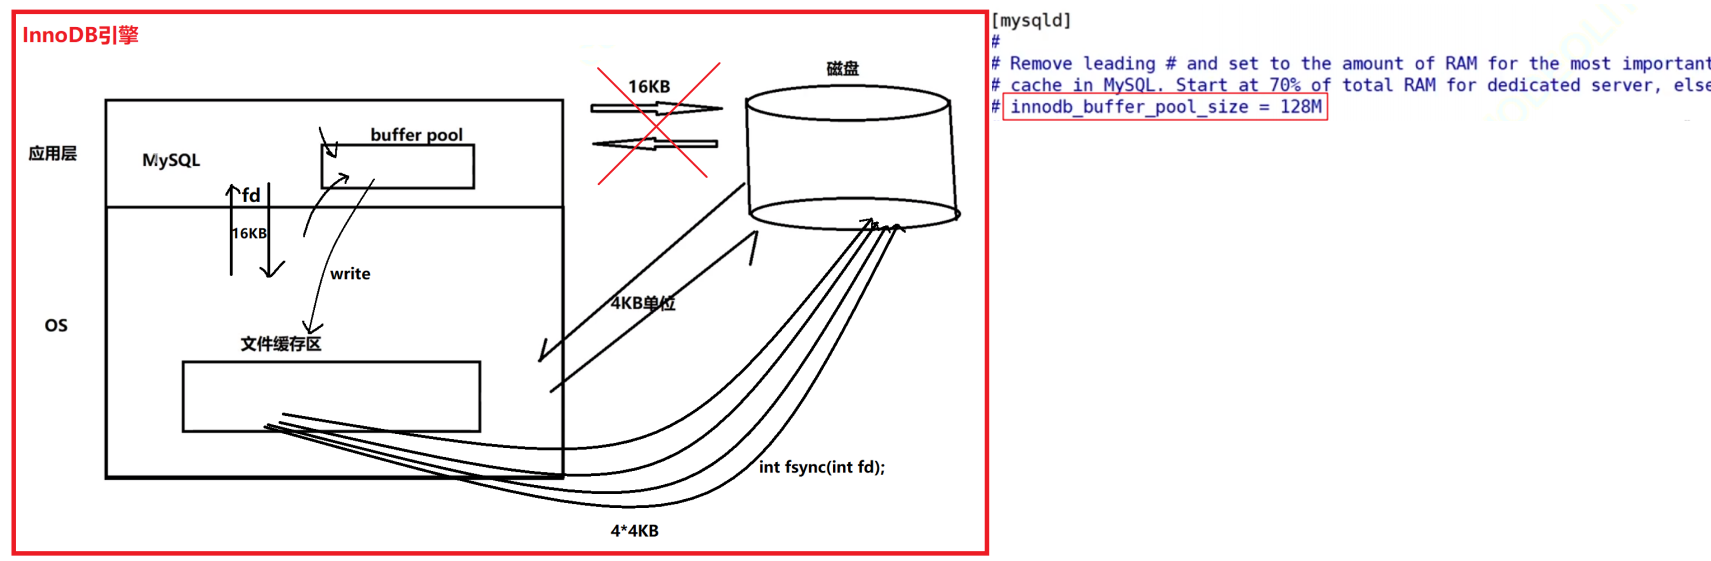 InnoDB引擎
磁盘
16KB
buffer pool
应用层
MySQL
fd
16KB
write
4KB单位
OS
文件缓存区
int fsync(int fd);
4*4KB
[mysqld]
#
# Remove leading # and set to the amount of RAM for the most important
# cache in MySQL. Start at 70% of total RAM for dedicated server, else
# innodb_buffer_pool_size = 128M